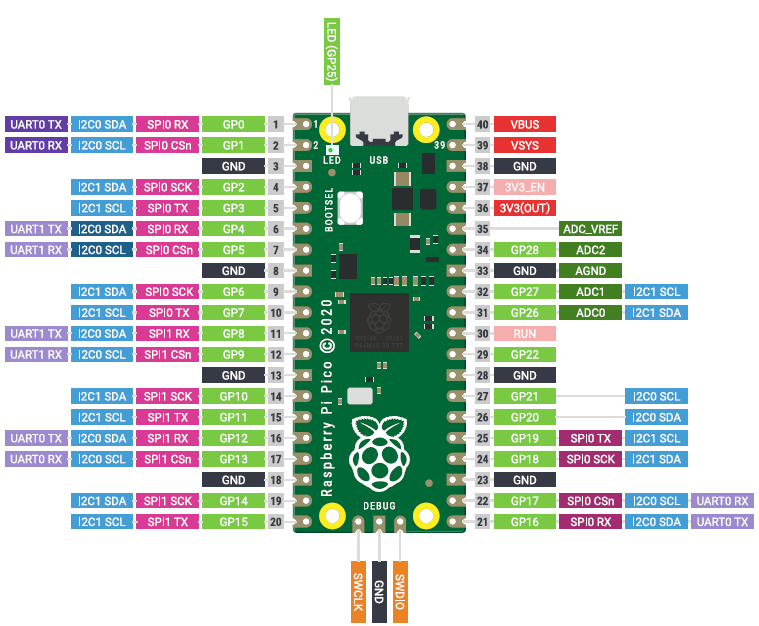 LED (GP25)
UART0 TX I2C0 SDA SPI0 RX GP0 1 1 40 VBUS
UART0 RX I2C0 SCL SPI0 CSn GP1 2 2 39 39 VSYS
LED USB
GND 3 38 GND
I2C1 SDA SPI0 SCK GP2 4 37 3V3_EN
I2C1 SCL SPI0 TX GP3 5 36 3V3(OUT)
BOOTSEL
UART1 TX I2C0 SDA SPI0 RX GP4 6 35 ADC_VREF
UART1 RX I2C0 SCL SPI0 CSn GP5 7 34 GP28 ADC2
GND 8 33 GND AGND
I2C1 SDA SPI0 SCK GP6 9 32 GP27 ADC1 I2C1 SCL
I2C1 SCL SPI0 TX GP7 10 31 GP26 ADC0 I2C1 SDA
UART1 TX I2C0 SDA SPI1 RX GP8 11 30 RUN
UART1 RX I2C0 SCL SPI1 CSn GP9 12 29 GP22
GND 13 28 GND
I2C1 SDA SPI1 SCK GP10 14 27 GP21 I2C0 SCL
I2C1 SCL SPI1 TX GP11 15 26 GP20 I2C0 SDA
UART0 TX I2C0 SDA SPI1 RX GP12 16 25 GP19 SPI0 TX I2C1 SCL
UART0 RX I2C0 SCL SPI1 CSn GP13 17 24 GP18 SPI0 SCK I2C1 SDA
GND 18 23 GND
I2C1 SDA SPI1 SCK GP14 19 22 GP17 SPI0 CSn I2C0 SCL UART0 RX
I2C1 SCL SPI1 TX GP15 20 21 GP16 SPI0 RX I2C0 SDA UART0 TX
Raspberry Pi Pico © 2020
DEBUG
SWCLK GND SWDIO